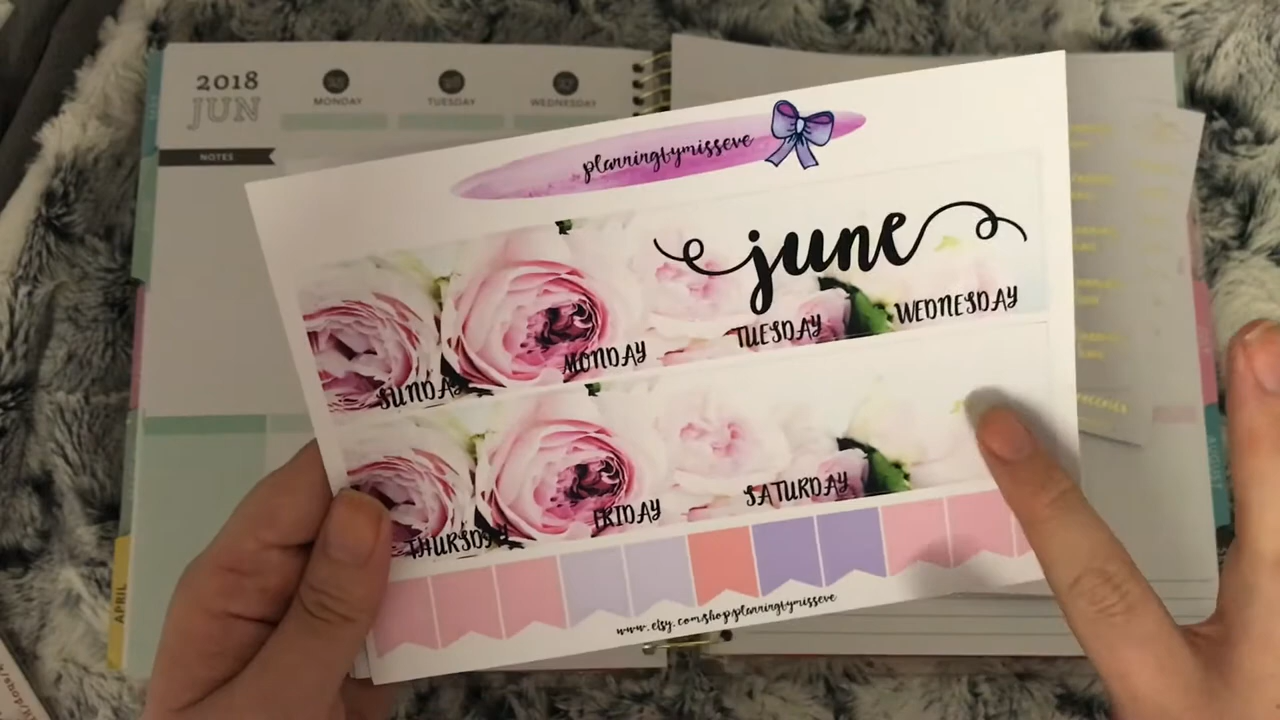 2018
JUN
MONDAY
TUESDAY
WEDNESDAY
NOTES
planningbymisseve
june
SUNDAY
MONDAY
TUESDAY
WEDNESDAY
THURSDAY
FRIDAY
SATURDAY
www.etsy.com/shop/planningbymisseve
APRIL